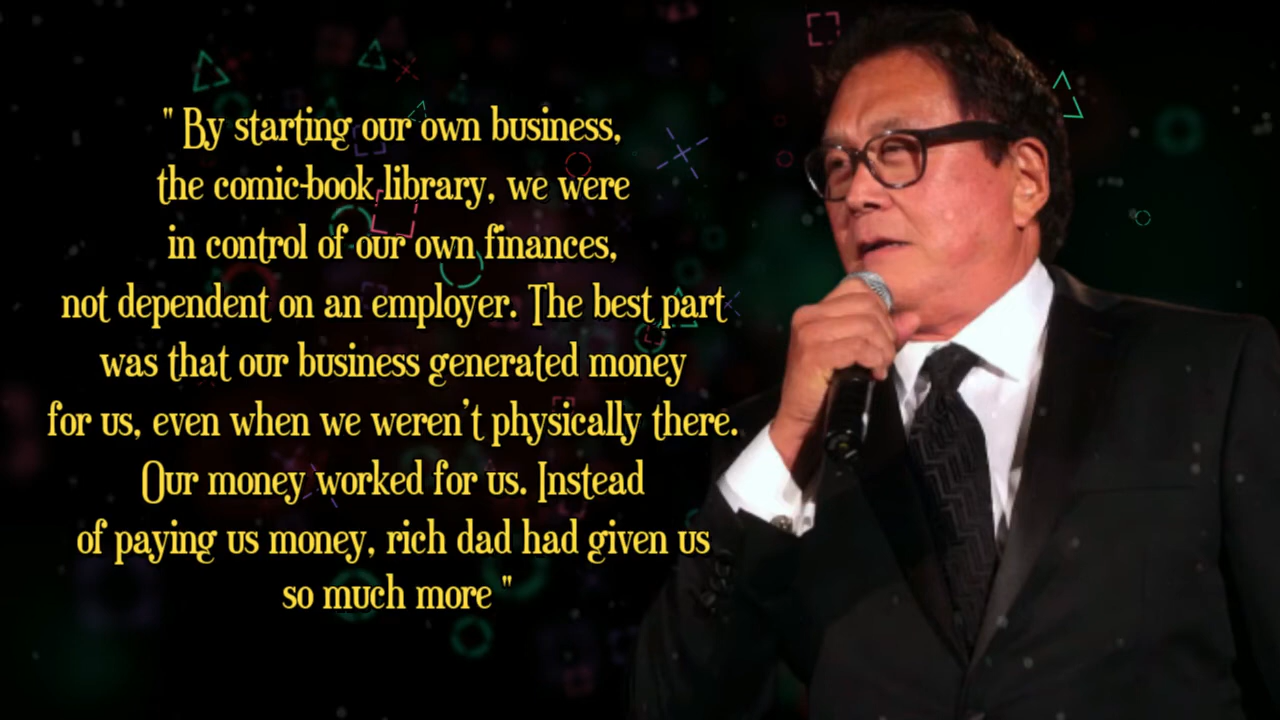 " By starting our own business,
the comic-book library, we were
in control of our own finances,
not dependent on an employer. The best part
was that our business generated money
for us, even when we weren't physically there.
Our money worked for us. Instead
of paying us money, rich dad had given us
so much more "